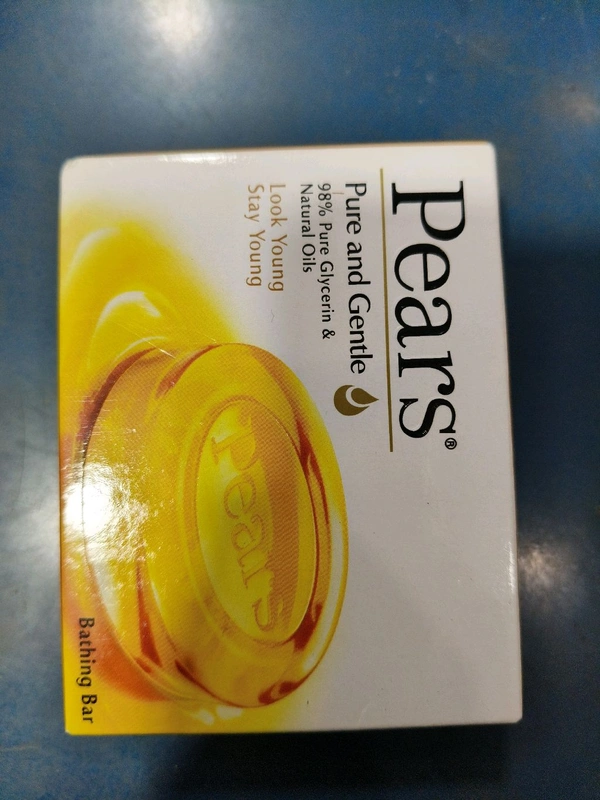 Pears®
Pure and Gentle
98% Pure Glycerin &
Natural Oils
Look Young
Stay Young
Pears
Bathing Bar